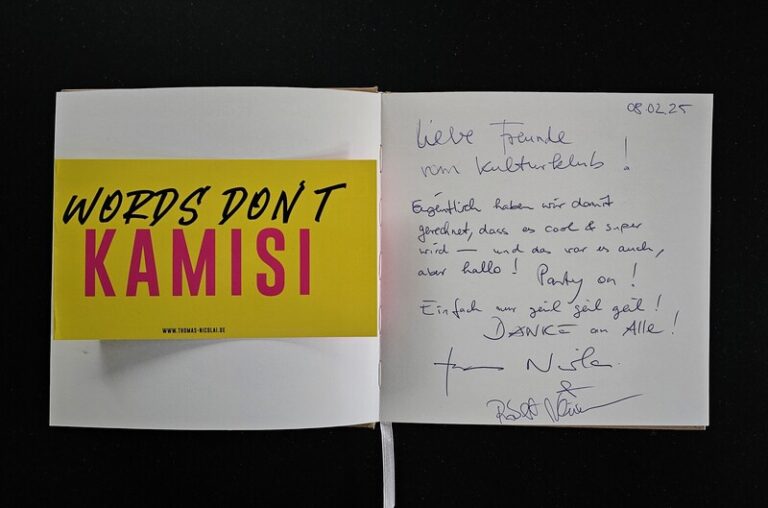 WORDS DON'T
KAMISI
WWW.THOMAS-NICOLAI.DE
08.02.25
Liebe Freunde
vom Kulturklub!
Eigentlich haben wir damit
gerechnet, dass es cool & super
wird — und das war es auch,
aber hallo! Party on!
Einfach nur geil geil geil!
DANKE an Alle!
&